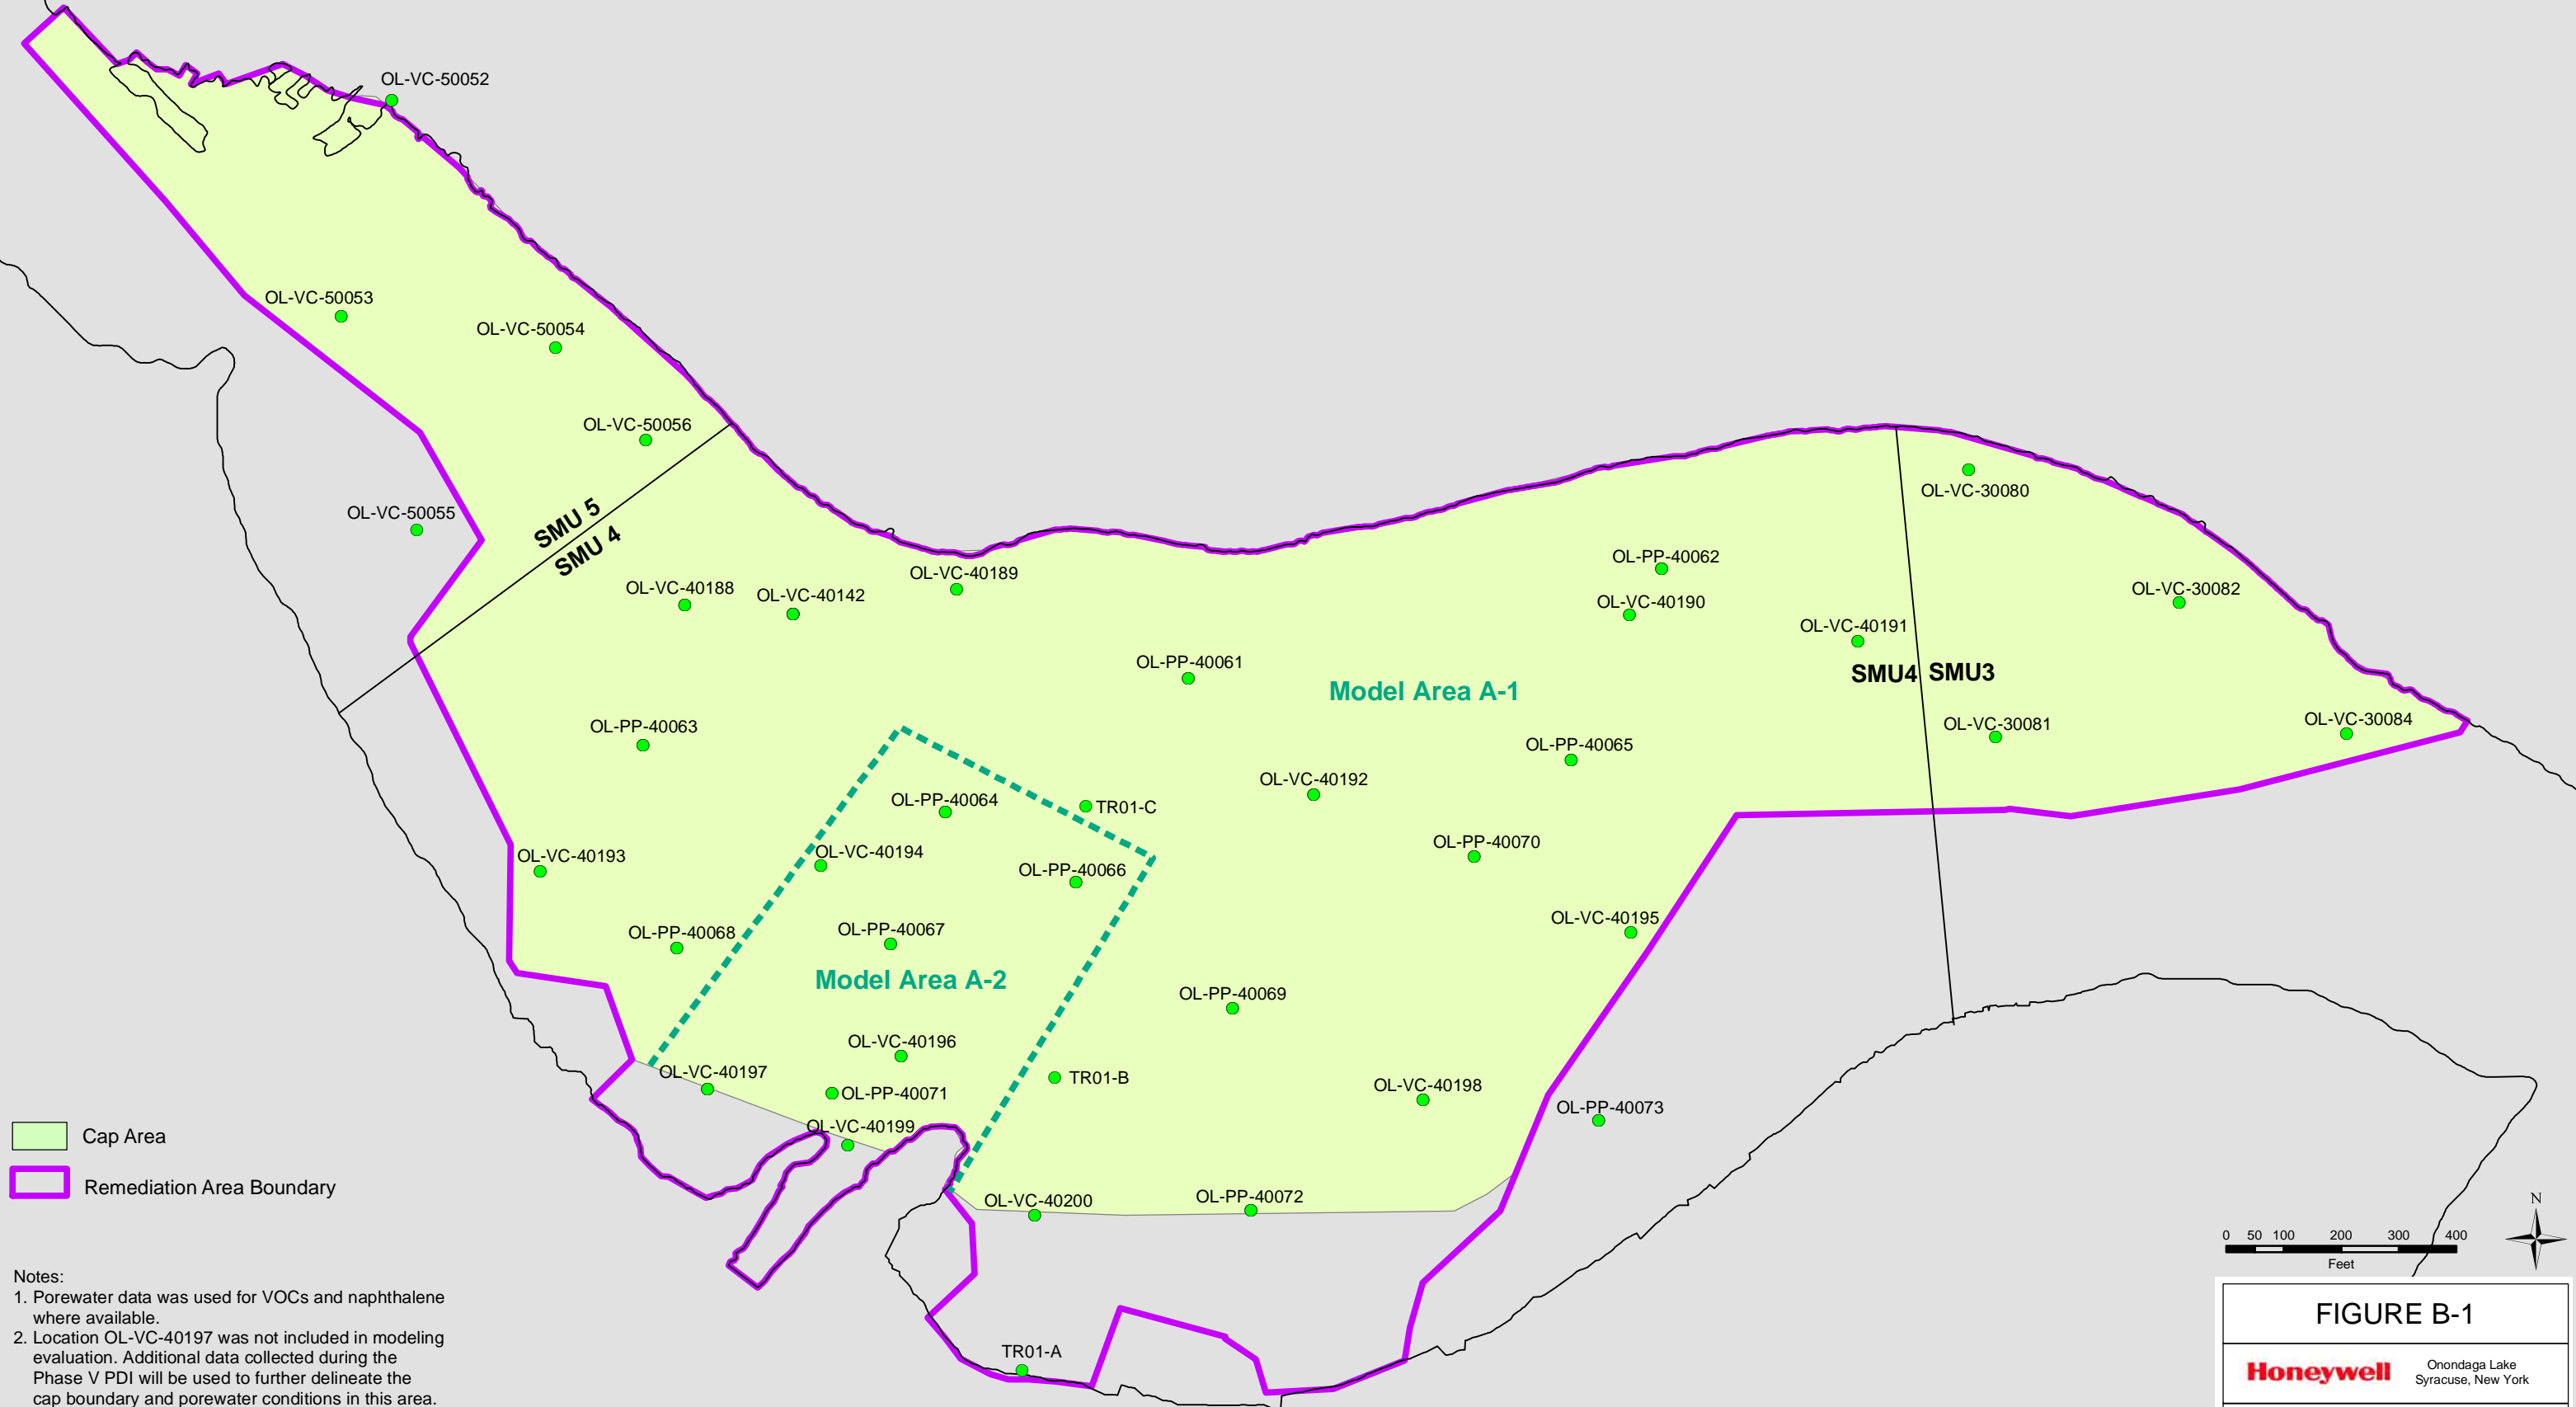 OL-VC-50052
OL-VC-50053
OL-VC-50054
OL-VC-50056
OL-VC-50055
SMU 5
SMU 4
OL-VC-30080
OL-PP-40062
OL-VC-40189
OL-VC-40188
OL-VC-40142
OL-VC-30082
OL-VC-40190
OL-VC-40191
OL-PP-40061
SMU4
SMU3
Model Area A-1
OL-PP-40063
OL-VC-30081
OL-VC-30084
OL-PP-40065
OL-VC-40192
OL-PP-40064
TR01-C
OL-PP-40070
OL-VC-40194
OL-VC-40193
OL-PP-40066
OL-VC-40195
OL-PP-40067
OL-PP-40068
Model Area A-2
OL-PP-40069
OL-VC-40196
OL-VC-40197
TR01-B
OL-VC-40198
OL-PP-40071
OL-PP-40073
OL-VC-40199
OL-PP-40072
OL-VC-40200
TR01-A
Cap Area
Remediation Area Boundary
Notes:
1. Porewater data was used for VOCs and naphthalene
where available.
2. Location OL-VC-40197 was not included in modeling
evaluation. Additional data collected during the
Phase V PDI will be used to further delineate the
cap boundary and porewater conditions in this area.
N
0 50 100 200 300 400
Feet
FIGURE B-1
Honeywell
Onondaga Lake
Syracuse, New York